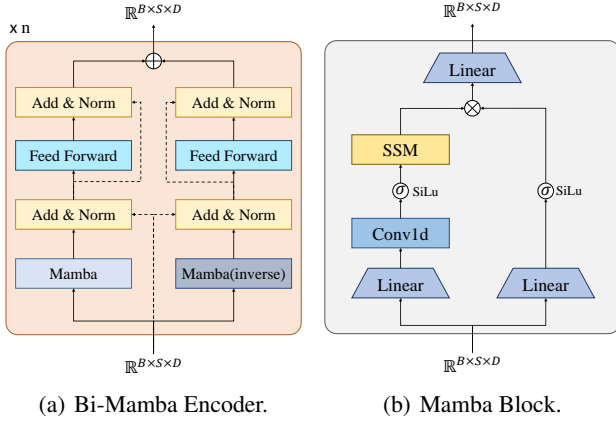 ℝ^{B×S×D}
x n
Add & Norm
Add & Norm
Feed Forward
Feed Forward
Add & Norm
Add & Norm
Mamba
Mamba(inverse)
ℝ^{B×S×D}
(a) Bi-Mamba Encoder.
ℝ^{B×S×D}
Linear
SSM
σ SiLu
σ SiLu
Conv1d
Linear
Linear
ℝ^{B×S×D}
(b) Mamba Block.